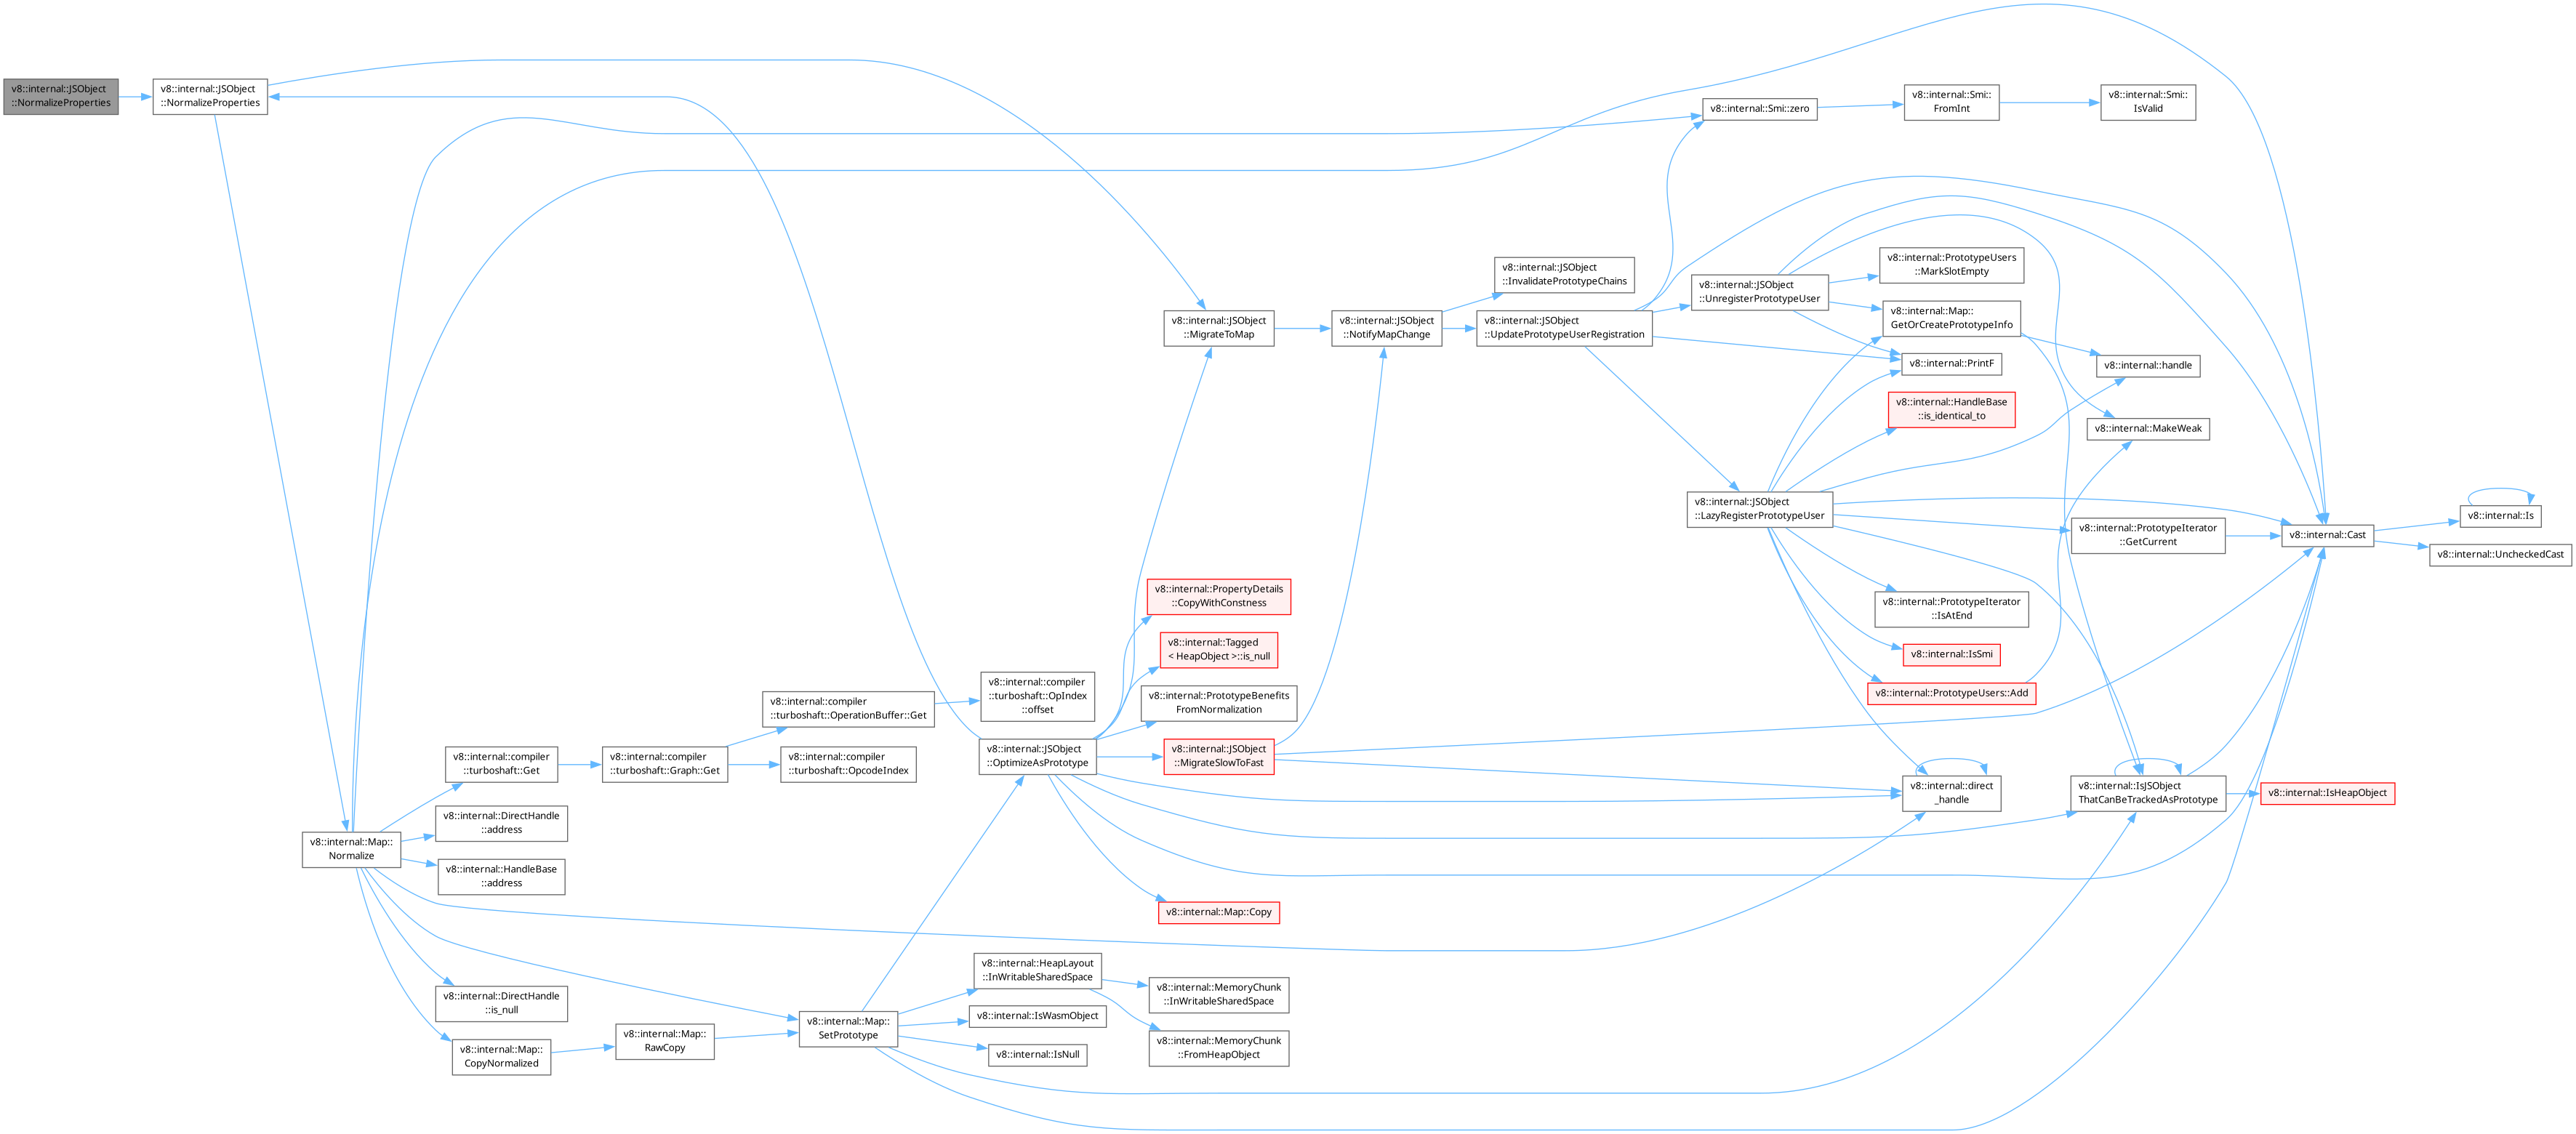 v8::internal::JSObject
::NormalizeProperties
v8::internal::JSObject
::NormalizeProperties
v8::internal::Map::
Normalize
v8::internal::compiler
::turboshaft::Get
v8::internal::DirectHandle
::address
v8::internal::HandleBase
::address
v8::internal::DirectHandle
::is_null
v8::internal::Map::
CopyNormalized
v8::internal::compiler
::turboshaft::Graph::Get
v8::internal::Map::
RawCopy
v8::internal::compiler
::turboshaft::OperationBuffer::Get
v8::internal::compiler
::turboshaft::OpcodeIndex
v8::internal::Map::
SetPrototype
v8::internal::compiler
::turboshaft::OpIndex
::offset
v8::internal::JSObject
::OptimizeAsPrototype
v8::internal::HeapLayout
::InWritableSharedSpace
v8::internal::IsWasmObject
v8::internal::IsNull
v8::internal::JSObject
::MigrateToMap
v8::internal::PropertyDetails
::CopyWithConstness
v8::internal::Tagged
< HeapObject >::is_null
v8::internal::PrototypeBenefits
FromNormalization
v8::internal::JSObject
::MigrateSlowToFast
v8::internal::Map::Copy
v8::internal::MemoryChunk
::InWritableSharedSpace
v8::internal::MemoryChunk
::FromHeapObject
v8::internal::JSObject
::NotifyMapChange
v8::internal::JSObject
::InvalidatePrototypeChains
v8::internal::JSObject
::UpdatePrototypeUserRegistration
v8::internal::Smi::zero
v8::internal::JSObject
::UnregisterPrototypeUser
v8::internal::JSObject
::LazyRegisterPrototypeUser
v8::internal::Smi::
FromInt
v8::internal::PrototypeUsers
::MarkSlotEmpty
v8::internal::Map::
GetOrCreatePrototypeInfo
v8::internal::PrintF
v8::internal::HandleBase
::is_identical_to
v8::internal::PrototypeIterator
::IsAtEnd
v8::internal::IsSmi
v8::internal::PrototypeUsers::Add
v8::internal::direct
_handle
v8::internal::Smi::
IsValid
v8::internal::handle
v8::internal::MakeWeak
v8::internal::PrototypeIterator
::GetCurrent
v8::internal::IsJSObject
ThatCanBeTrackedAsPrototype
v8::internal::Cast
v8::internal::IsHeapObject
v8::internal::Is
v8::internal::UncheckedCast